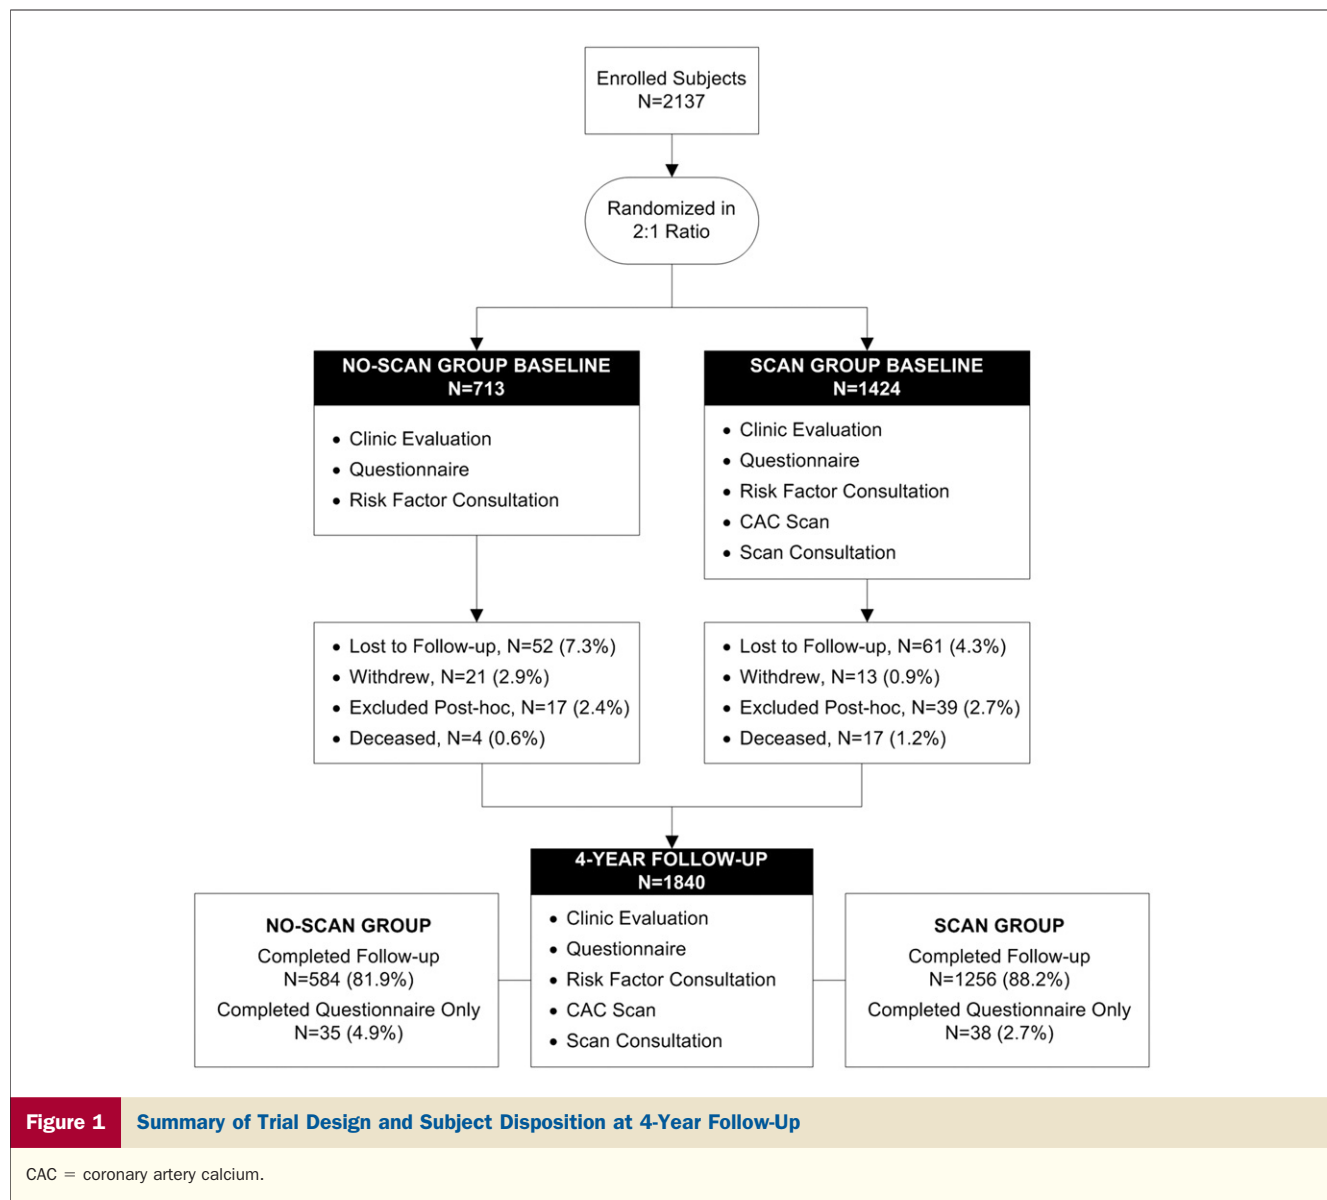 Enrolled Subjects
N=2137
Randomized in
2:1 Ratio
NO-SCAN GROUP BASELINE
N=713
• Clinic Evaluation
• Questionnaire
• Risk Factor Consultation
SCAN GROUP BASELINE
N=1424
• Clinic Evaluation
• Questionnaire
• Risk Factor Consultation
• CAC Scan
• Scan Consultation
• Lost to Follow-up, N=52 (7.3%)
• Withdrew, N=21 (2.9%)
• Excluded Post-hoc, N=17 (2.4%)
• Deceased, N=4 (0.6%)
• Lost to Follow-up, N=61 (4.3%)
• Withdrew, N=13 (0.9%)
• Excluded Post-hoc, N=39 (2.7%)
• Deceased, N=17 (1.2%)
4-YEAR FOLLOW-UP
N=1840
• Clinic Evaluation
• Questionnaire
• Risk Factor Consultation
• CAC Scan
• Scan Consultation
NO-SCAN GROUP
Completed Follow-up
N=584 (81.9%)
Completed Questionnaire Only
N=35 (4.9%)
SCAN GROUP
Completed Follow-up
N=1256 (88.2%)
Completed Questionnaire Only
N=38 (2.7%)
Figure 1 Summary of Trial Design and Subject Disposition at 4-Year Follow-Up
CAC = coronary artery calcium.